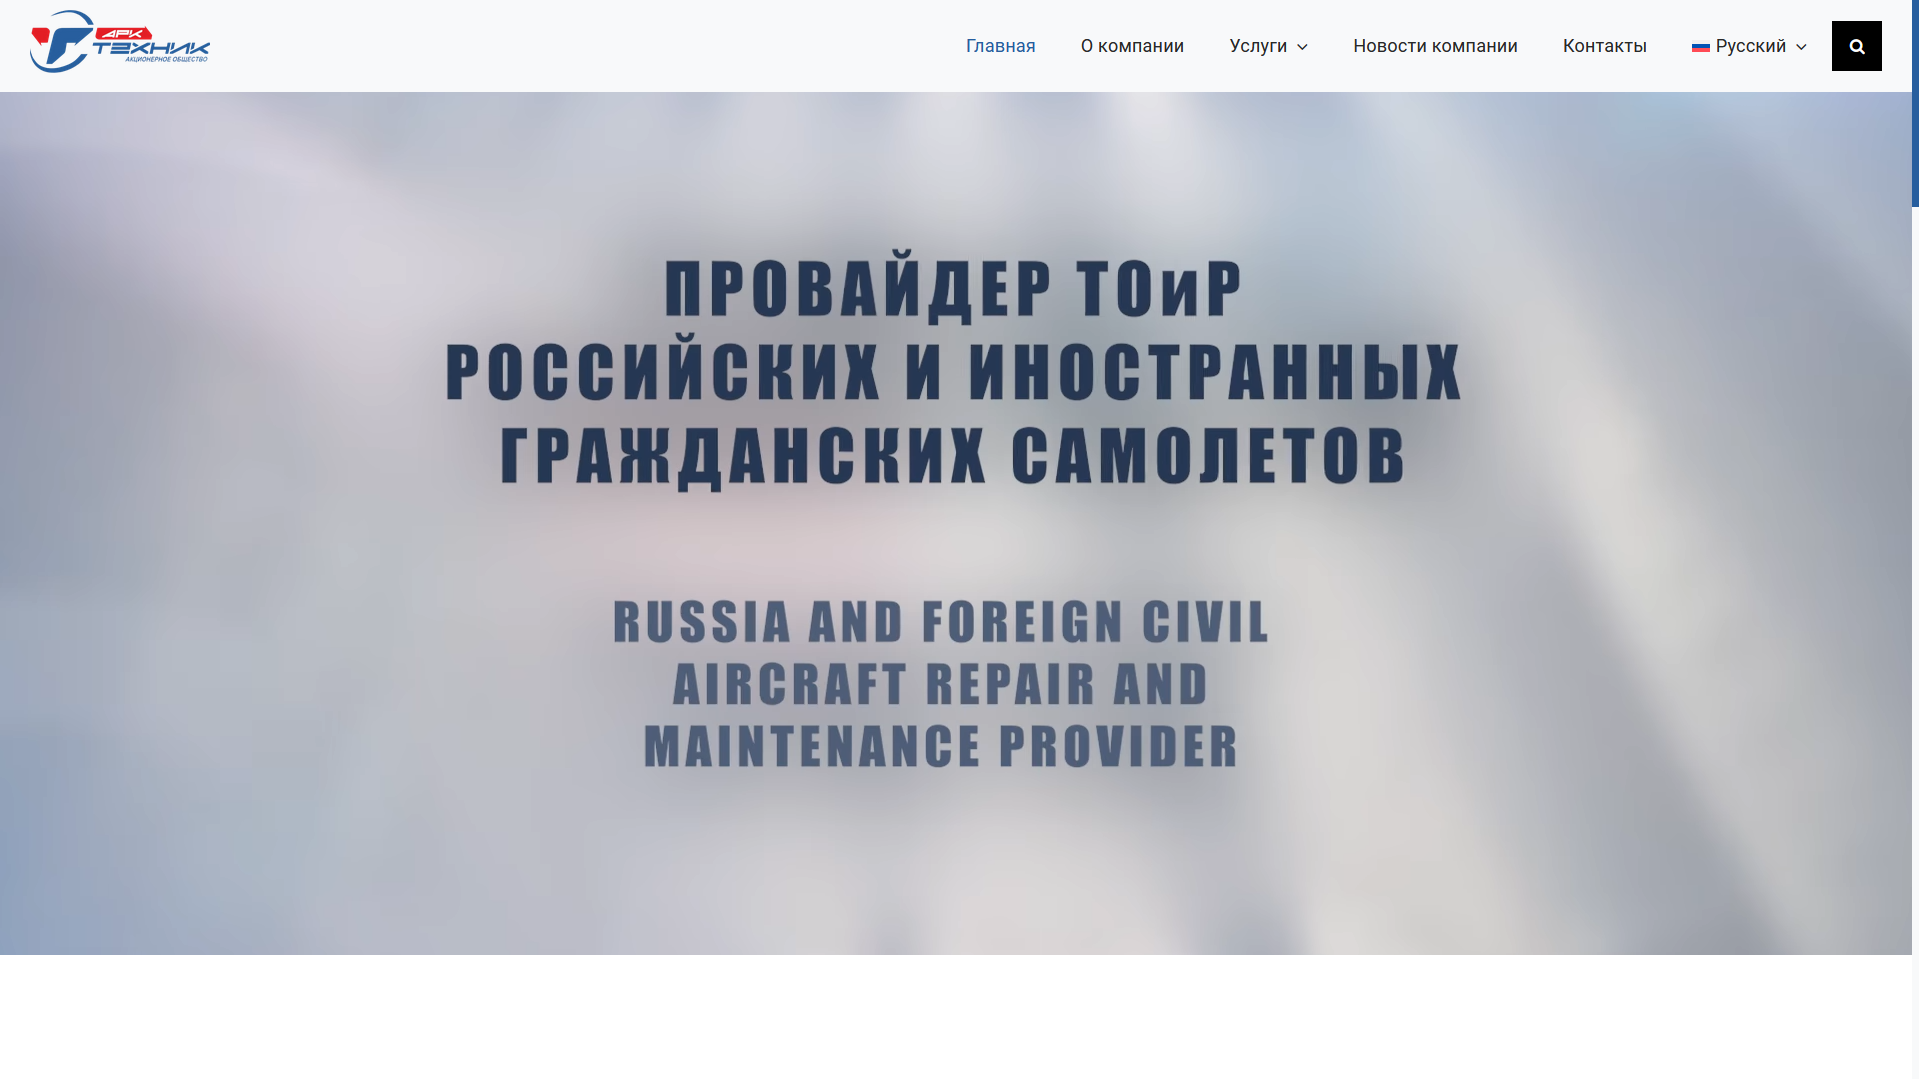 АРК
ТЕХНИК
АКЦИОНЕРНОЕ ОБЩЕСТВО
Главная
О компании
Услуги
Новости компании
Контакты
Русский
ПРОВАЙДЕР ТОиР
РОССИЙСКИХ И ИНОСТРАННЫХ
ГРАЖДАНСКИХ САМОЛЕТОВ
RUSSIA AND FOREIGN CIVIL
AIRCRAFT REPAIR AND
MAINTENANCE PROVIDER